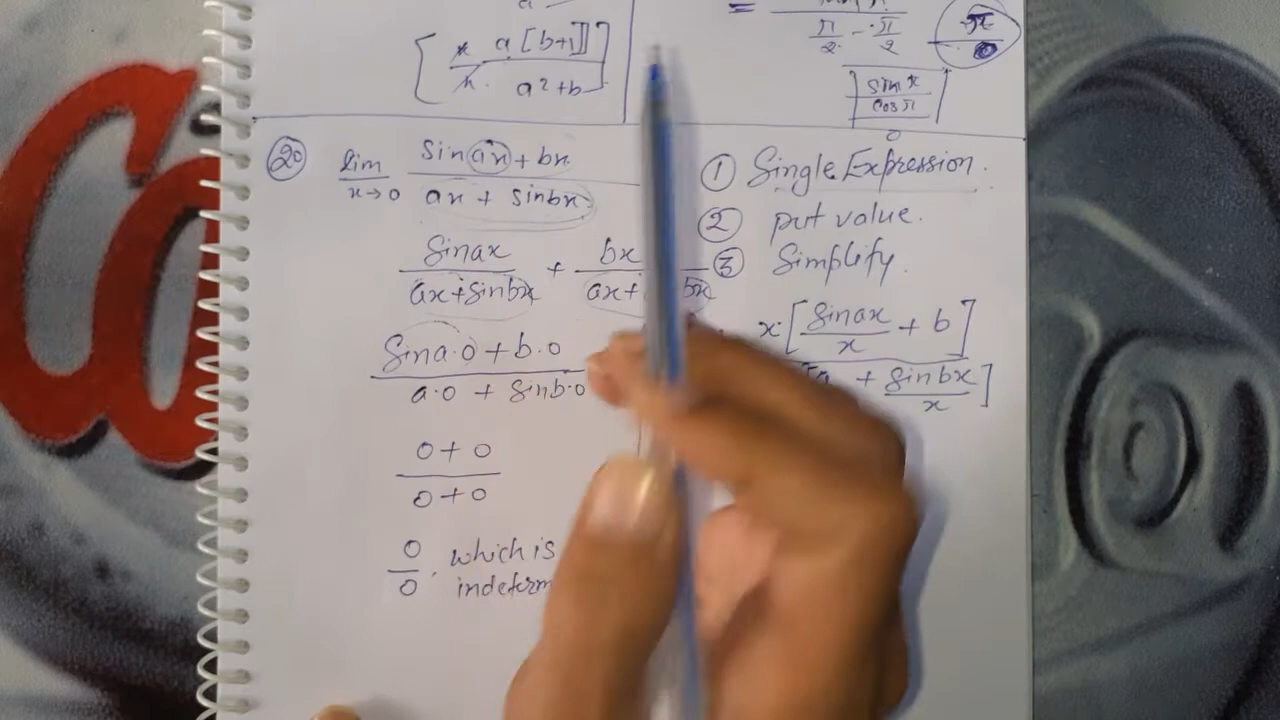 a [b+1]
a² + b
= 
π/2 - π/2
sin π
cos π
20 lim x→0 (sin ax + bx)/(ax + sin bx)
① Single Expression.
② put value.
③ Simplify.
sin ax/(ax + sin bx) + bx/(ax +
x[sin ax/x + b]
+ sin bx/x]
(Sin a·0 + b·0)/(a·0 + sin b·0)
(0 + 0)/(0 + 0)
0/0, which is